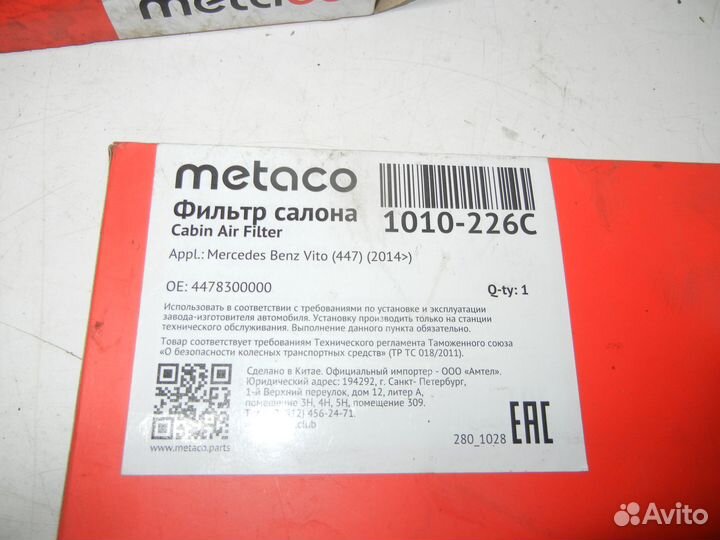 metaco
metaco
Фильтр салона
Cabin Air Filter
1010-226C
Appl.: Mercedes Benz Vito (447) (2014>)
OE: 4478300000
Q-ty: 1
Использовать в соответствии с требованиями по установке и эксплуатации
завода-изготовителя автомобиля. Установку производить только на станции
технического обслуживания. Выполнение данного пункта обязательно.
Товар соответствует требованиям Технического регламента Таможенного союза
«О безопасности колесных транспортных средств» (ТР ТС 018/2011).
Сделано в Китае. Официальный импортер - ООО «Амтел».
Юридический адрес: 194292, г. Санкт- Петербург,
1-й Верхний переулок, дом 12, литер А,
помещение 3Н, 4Н, 5Н, помещение 309.
12) 456-24-71
.club
www.metaco.parts
280_1028
EAC
Avito